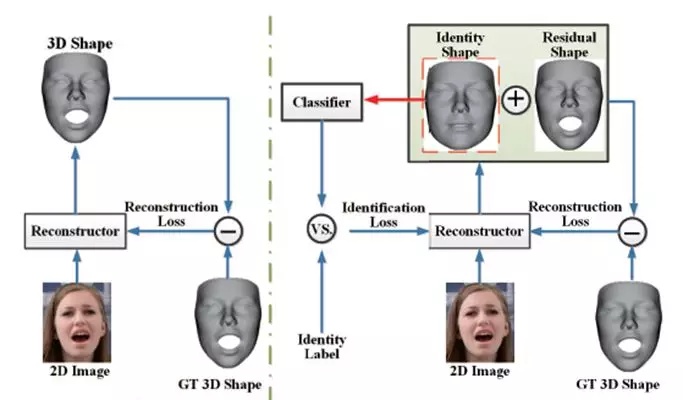 3D Shape
Reconstruction
Loss
Reconstructor
2D Image
GT 3D Shape
Identity
Shape
Residual
Shape
Classifier
VS.
Identification
Loss
Reconstructor
Reconstruction
Loss
Identity
Label
2D Image
GT 3D Shape